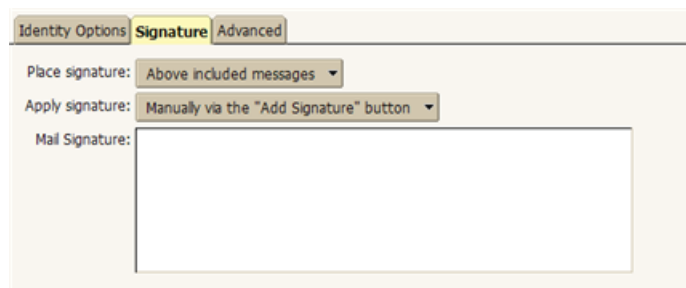 Identity Options Signature Advanced
Place signature: Above included messages
Apply signature: Manually via the "Add Signature" button
Mail Signature: